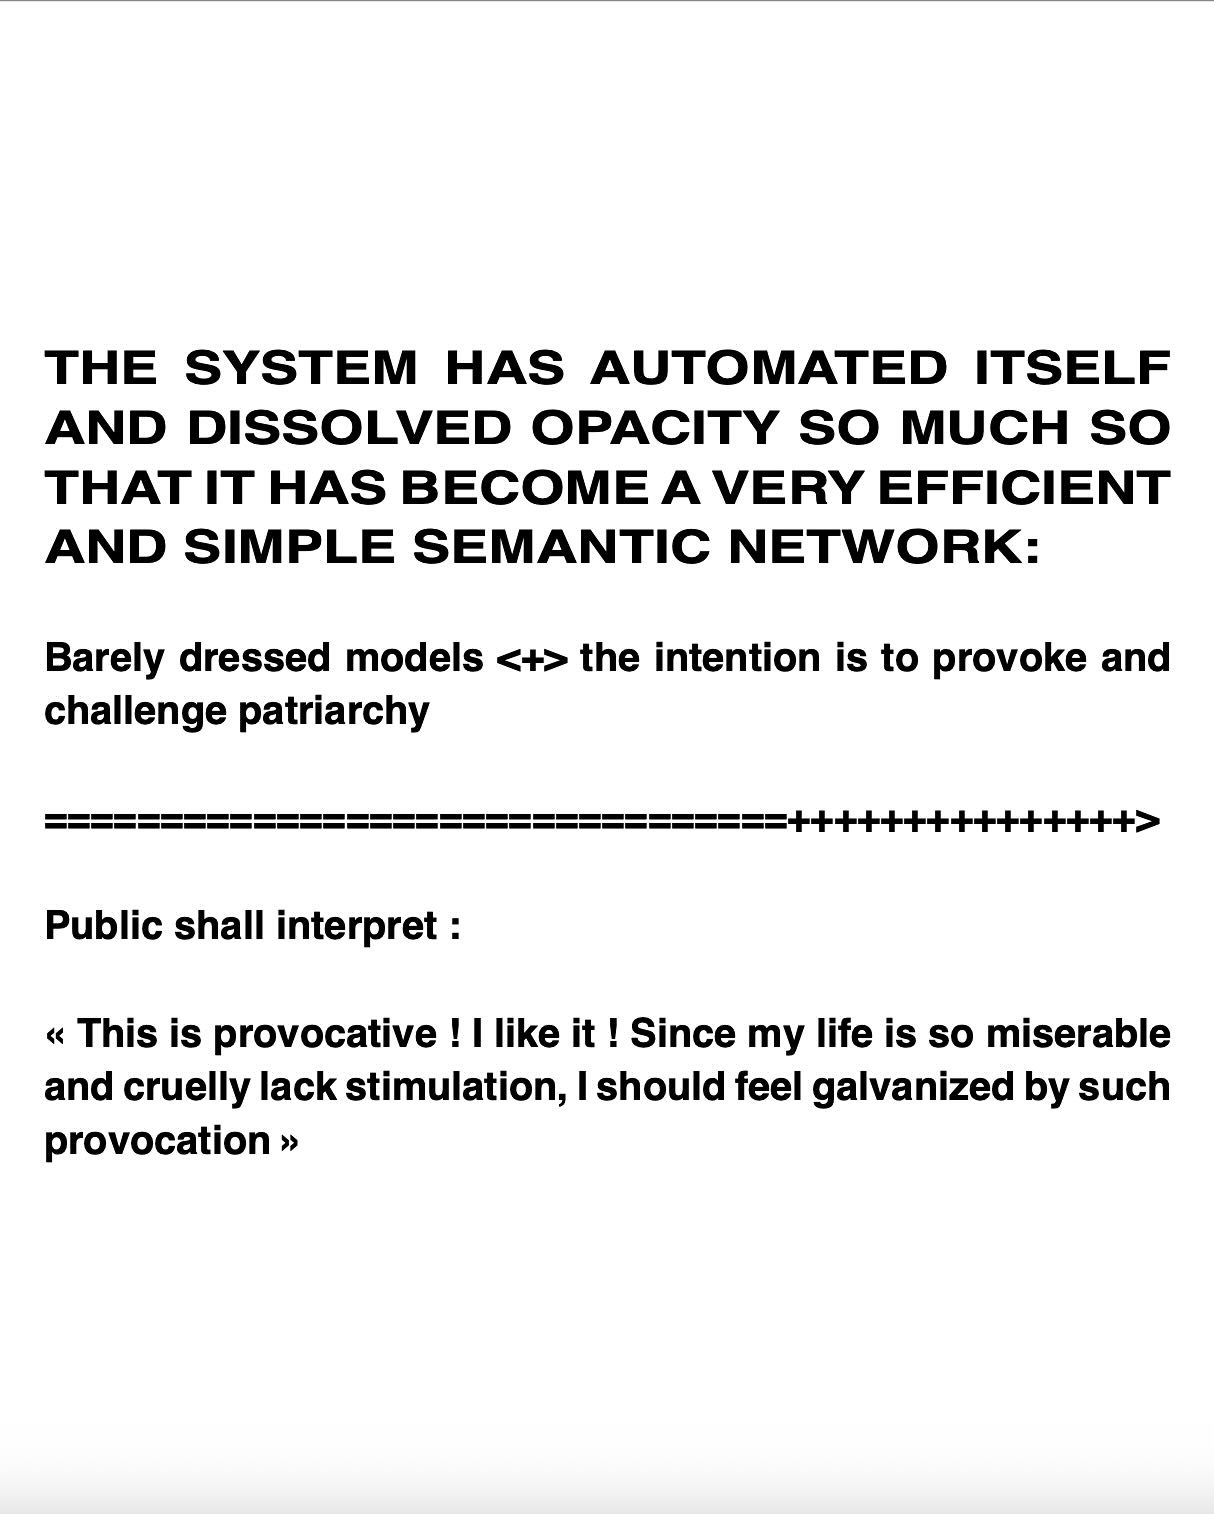 THE SYSTEM HAS AUTOMATED ITSELF
AND DISSOLVED OPACITY SO MUCH SO
THAT IT HAS BECOME A VERY EFFICIENT
AND SIMPLE SEMANTIC NETWORK:
Barely dressed models <+> the intention is to provoke and
challenge patriarchy
================================+++++++++++++++>
Public shall interpret :
« This is provocative ! I like it ! Since my life is so miserable
and cruelly lack stimulation, I should feel galvanized by such
provocation »